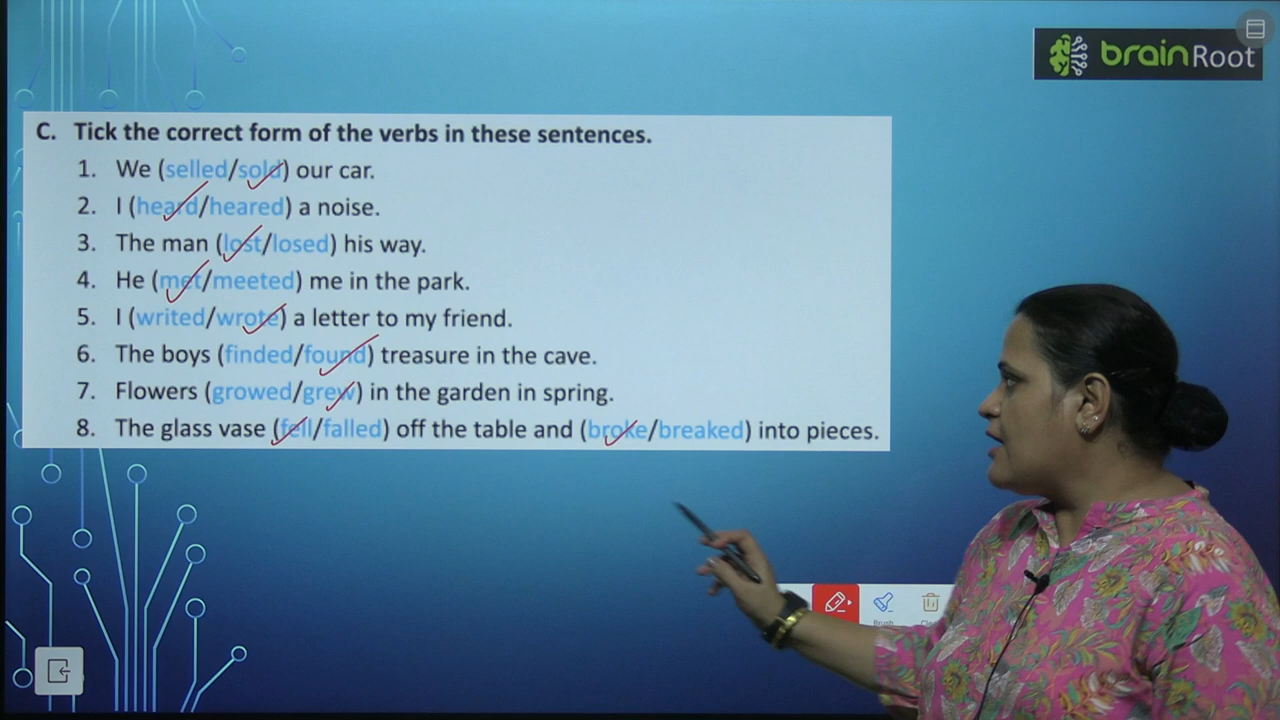 brainRoot
C. Tick the correct form of the verbs in these sentences.
1. We (selled/sold) our car.
2. I (heard/heared) a noise.
3. The man (lost/losed) his way.
4. He (met/meeted) me in the park.
5. I (writed/wrote) a letter to my friend.
6. The boys (finded/found) treasure in the cave.
7. Flowers (growed/grew) in the garden in spring.
8. The glass vase (fell/falled) off the table and (broke/breaked) into pieces.
Brush